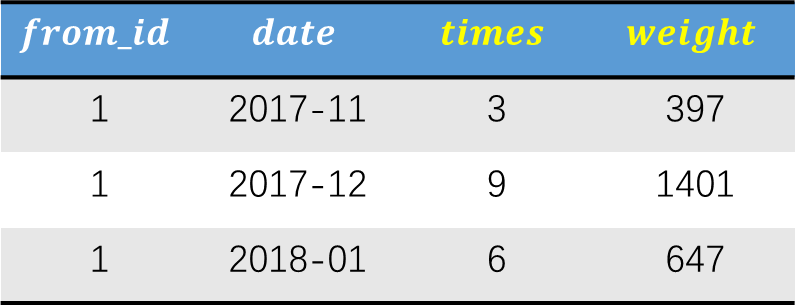 from_id date times weight
1 2017-11 3 397
1 2017-12 9 1401
1 2018-01 6 647